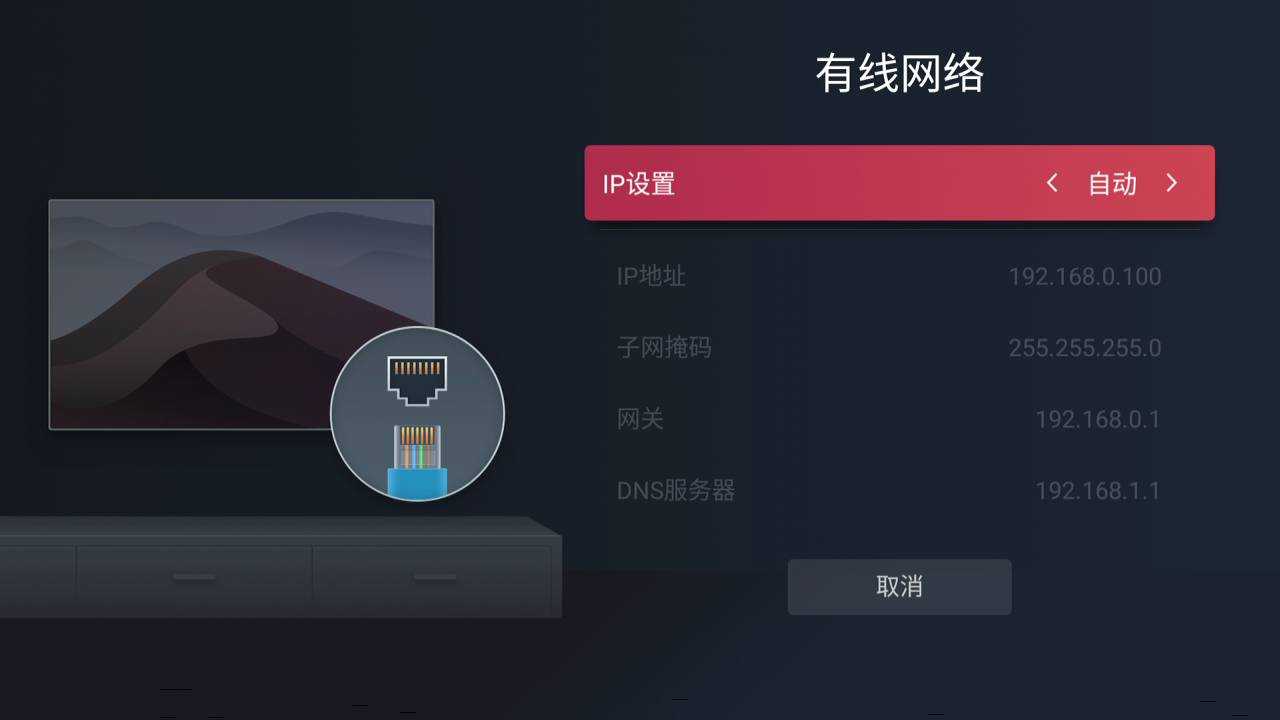 有线网络
IP设置 自动
IP地址 192.168.0.100
子网掩码 255.255.255.0
网关 192.168.0.1
DNS服务器 192.168.1.1
取消